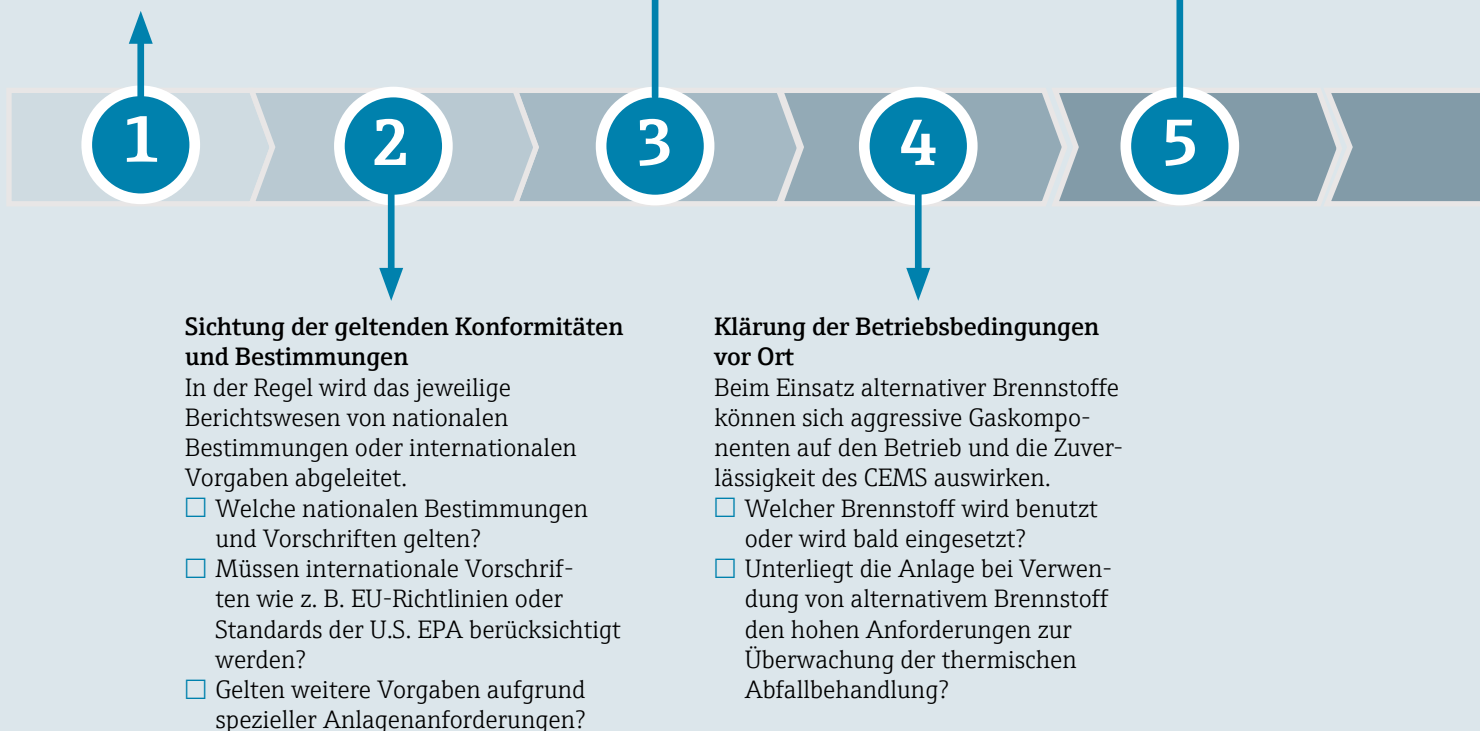 1
2
3
4
5
Sichtung der geltenden Konformitäten
und Bestimmungen
In der Regel wird das jeweilige
Berichtswesen von nationalen
Bestimmungen oder internationalen
Vorgaben abgeleitet.
☐ Welche nationalen Bestimmungen
und Vorschriften gelten?
☐ Müssen internationale Vorschrif-
ten wie z. B. EU-Richtlinien oder
Standards der U.S. EPA berücksichtigt
werden?
☐ Gelten weitere Vorgaben aufgrund
spezieller Anlagenanforderungen?
Klärung der Betriebsbedingungen
vor Ort
Beim Einsatz alternativer Brennstoffe
können sich aggressive Gaskompo-
nenten auf den Betrieb und die Zuver-
lässigkeit des CEMS auswirken.
☐ Welcher Brennstoff wird benutzt
oder wird bald eingesetzt?
☐ Unterliegt die Anlage bei Verwen-
dung von alternativem Brennstoff
den hohen Anforderungen zur
Überwachung der thermischen
Abfallbehandlung?